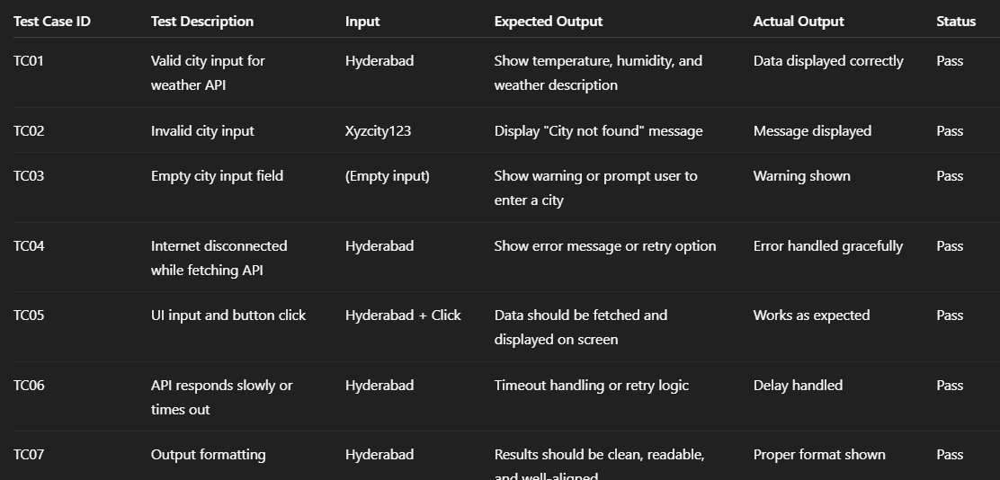 Test Case ID Test Description Input Expected Output Actual Output Status
TC01 Valid city input for Hyderabad Show temperature, humidity, and Data displayed correctly Pass
weather API weather description
TC02 Invalid city input Xyzcity123 Display "City not found" message Message displayed Pass
TC03 Empty city input field (Empty input) Show warning or prompt user to Warning shown Pass
enter a city
TC04 Internet disconnected Hyderabad Show error message or retry option Error handled gracefully Pass
while fetching API
TC05 UI input and button click Hyderabad + Click Data should be fetched and Works as expected Pass
displayed on screen
TC06 API responds slowly or Hyderabad Timeout handling or retry logic Delay handled Pass
times out
TC07 Output formatting Hyderabad Results should be clean, readable, Proper format shown Pass
and well-aligned